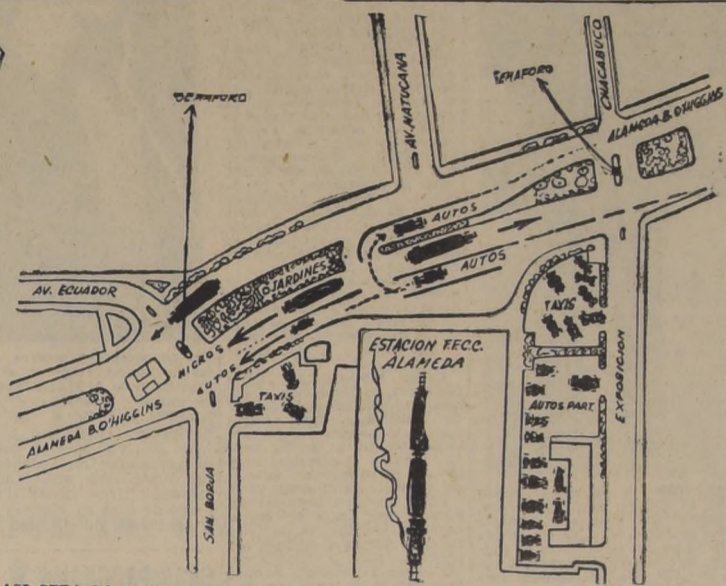 SEMAFORO
SEMAFORO
CHACABUCO
AV. MATUCANA
ALAMEDA B. O'HIGGINS
AUTOS
AUTOS
JARDINES
AV. ECUADOR
MICROS
AUTOS
TAXIS
ESTACION F.F.C.C.
ALAMEDA
TAXIS
AUTOS PART.
EXPOSICION
ALAMEDA B. O'HIGGINS
SAN BORJA